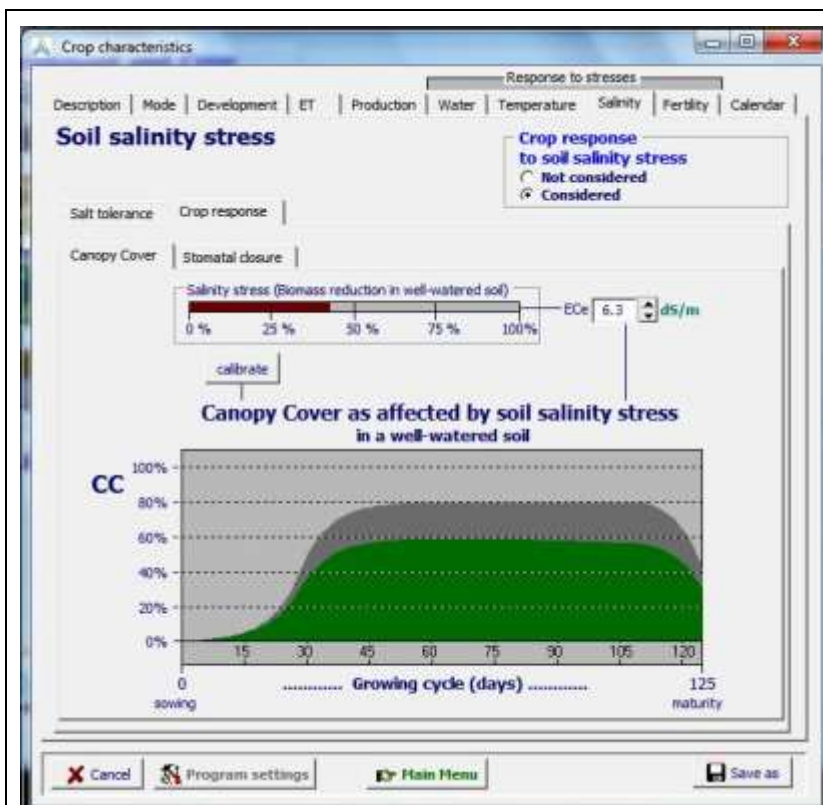 Crop characteristics
Response to stresses
Description Mode Development ET Production Water Temperature Salinity Fertility Calendar
Soil salinity stress
Crop response
to soil salinity stress
Not considered
Considered
Salt tolerance Crop response
Canopy Cover Stomatal closure
Salinity stress (Biomass reduction in well-watered soil)
ECe 6.3 dS/m
0 % 25 % 50 % 75 % 100%
calibrate
Canopy Cover as affected by soil salinity stress
in a well-watered soil
CC
100%
80%
60%
40%
20%
0%
15 30 45 60 75 90 105 120
0 ............. Growing cycle (days) ............. 125
sowing maturity
Cancel Program settings Main Menu Save as